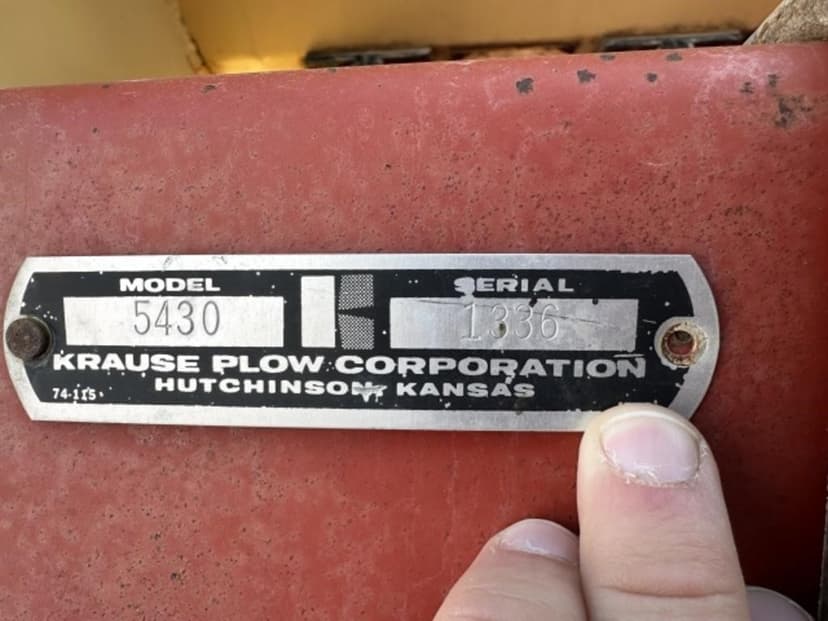 MODEL SERIAL
5430 1336
KRAUSE PLOW CORPORATION
HUTCHINSON, KANSAS
74-115